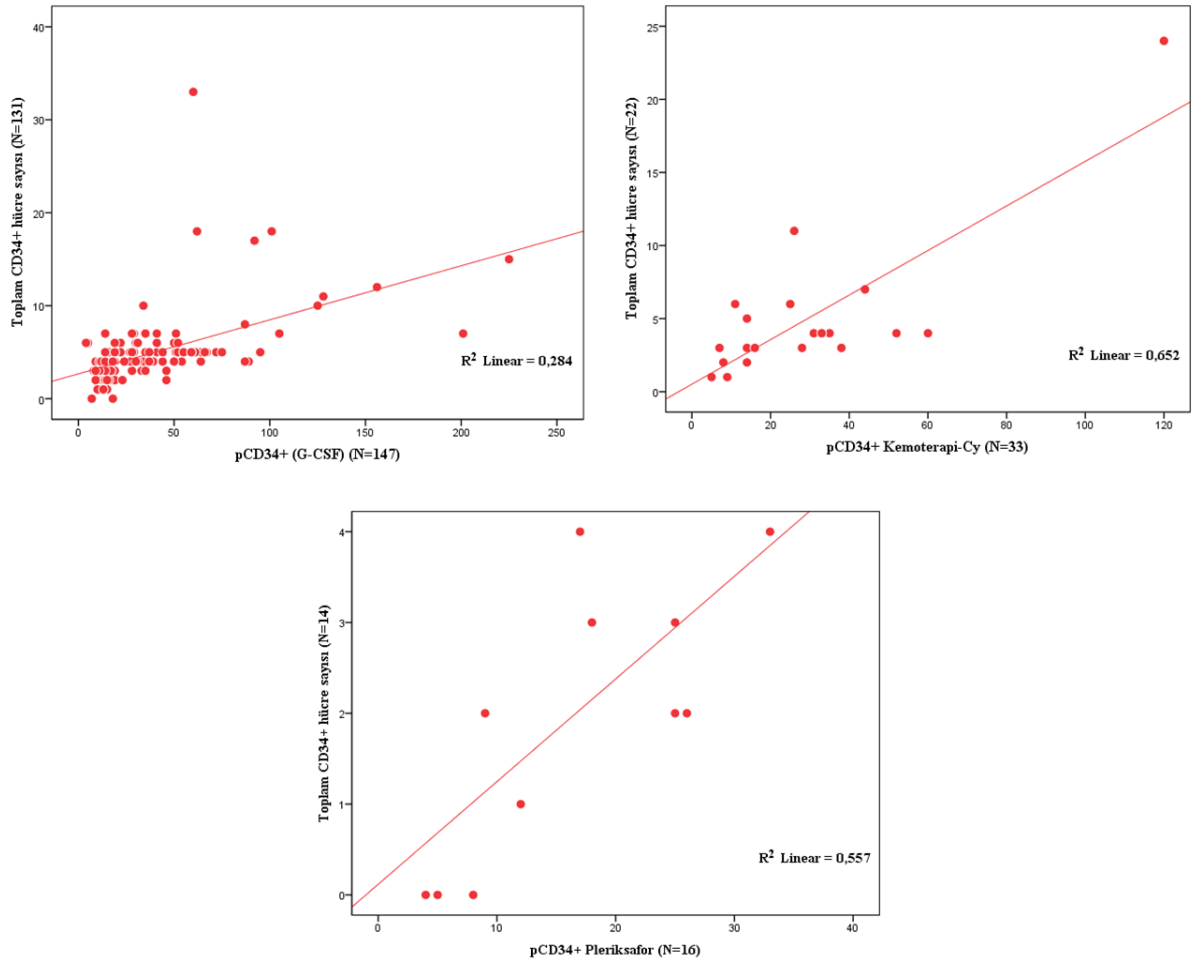 Toplam CD34+ hücre sayısı (N=131)
40
30
20
10
0
R² Linear = 0,284
0 50 100 150 200 250
pCD34+ (G-CSF) (N=147)
Toplam CD34+ hücre sayısı (N=22)
25
20
15
10
5
0
R² Linear = 0,652
0 20 40 60 80 100 120
pCD34+ Kemoterapi-Cy (N=33)
Toplam CD34+ hücre sayısı (N=14)
4
3
2
1
0
R² Linear = 0,557
0 10 20 30 40
pCD34+ Pleriksafor (N=16)